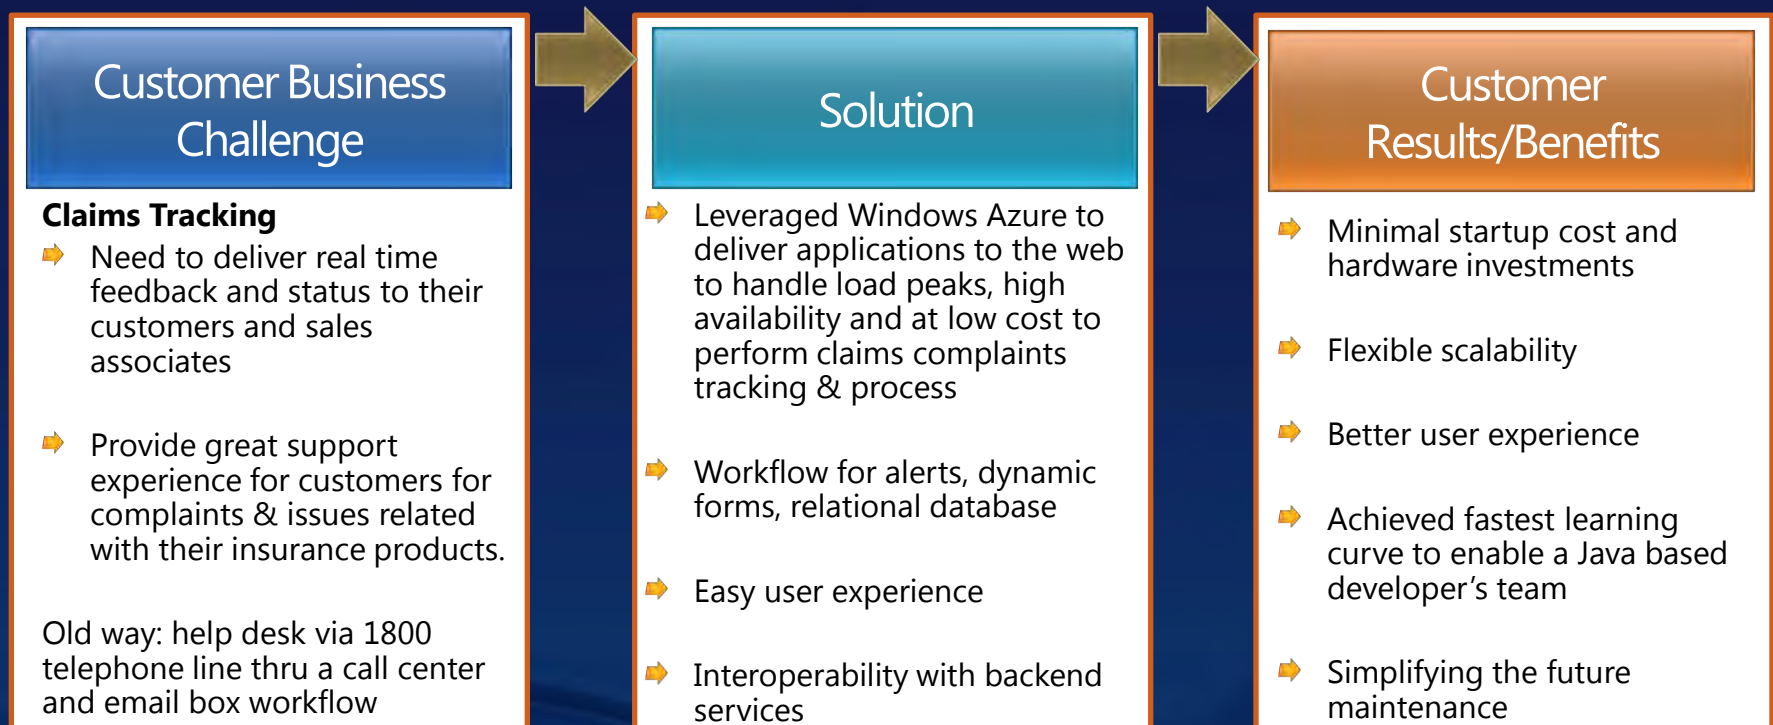 Customer Business
Challenge
Claims Tracking
Need to deliver real time
feedback and status to their
customers and sales
associates
Provide great support
experience for customers for
complaints & issues related
with their insurance products.
Old way: help desk via 1800
telephone line thru a call center
and email box workflow
Solution
Leveraged Windows Azure to
deliver applications to the web
to handle load peaks, high
availability and at low cost to
perform claims complaints
tracking & process
Workflow for alerts, dynamic
forms, relational database
Easy user experience
Interoperability with backend
services
Customer
Results/Benefits
Minimal startup cost and
hardware investments
Flexible scalability
Better user experience
Achieved fastest learning
curve to enable a Java based
developer’s team
Simplifying the future
maintenance